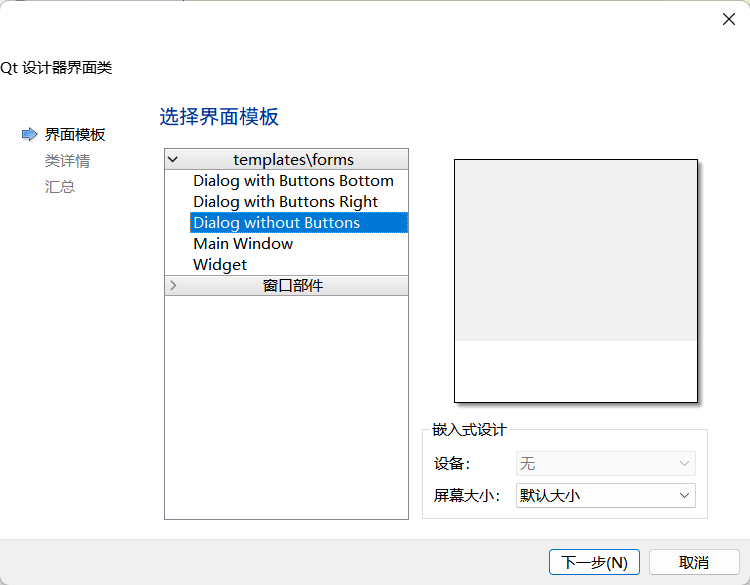 Qt 设计器界面类
选择界面模板
界面模板
类详情
汇总
templates\forms
Dialog with Buttons Bottom
Dialog with Buttons Right
Dialog without Buttons
Main Window
Widget
窗口部件
嵌入式设计
设备： 无
屏幕大小： 默认大小
下一步(N) 取消